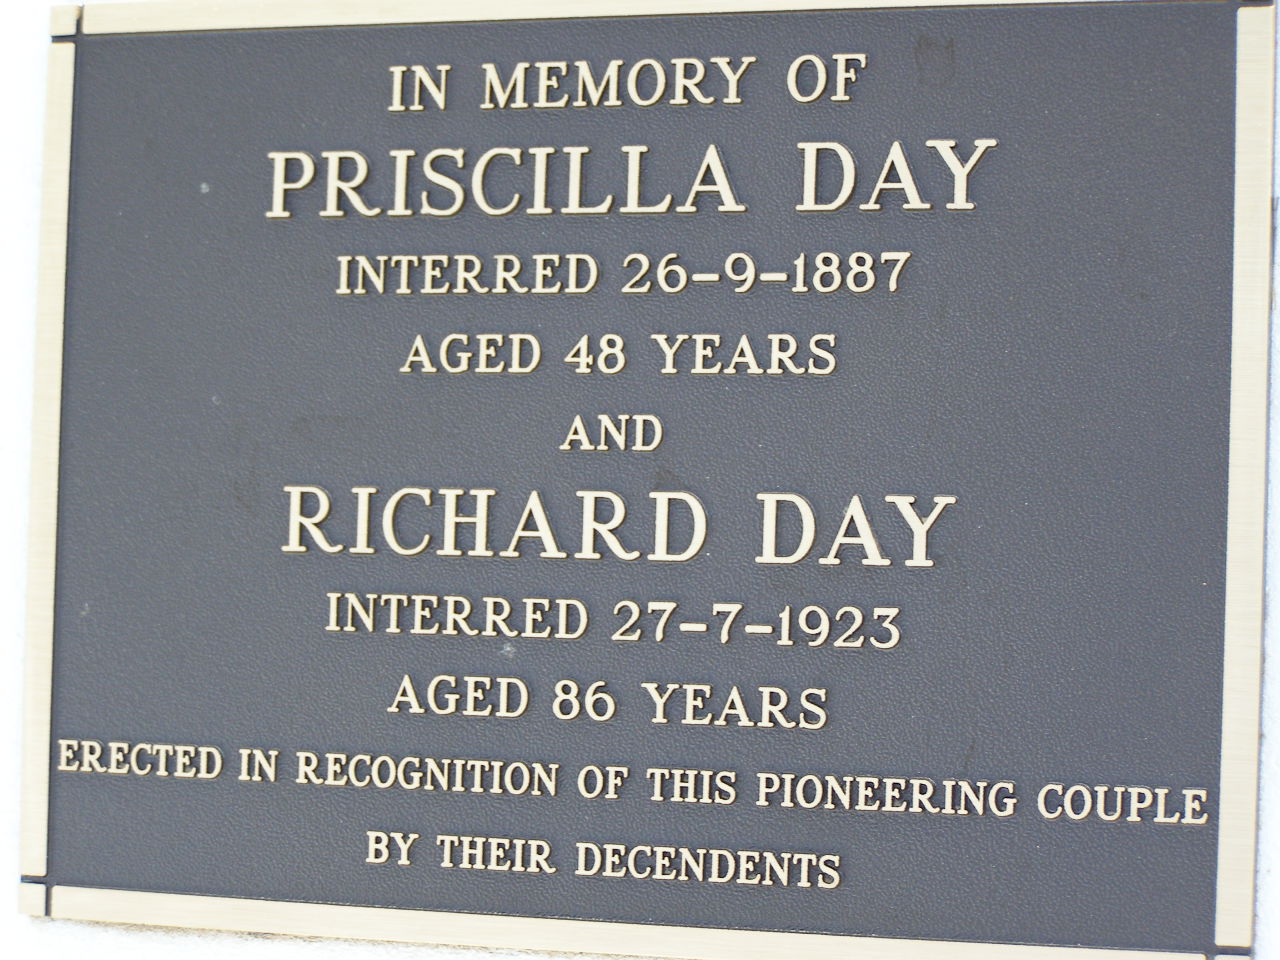 IN MEMORY OF
PRISCILLA DAY
INTERRED 26-9-1887
AGED 48 YEARS
AND
RICHARD DAY
INTERRED 27-7-1923
AGED 86 YEARS
ERECTED IN RECOGNITION OF THIS PIONEERING COUPLE
BY THEIR DECENDENTS